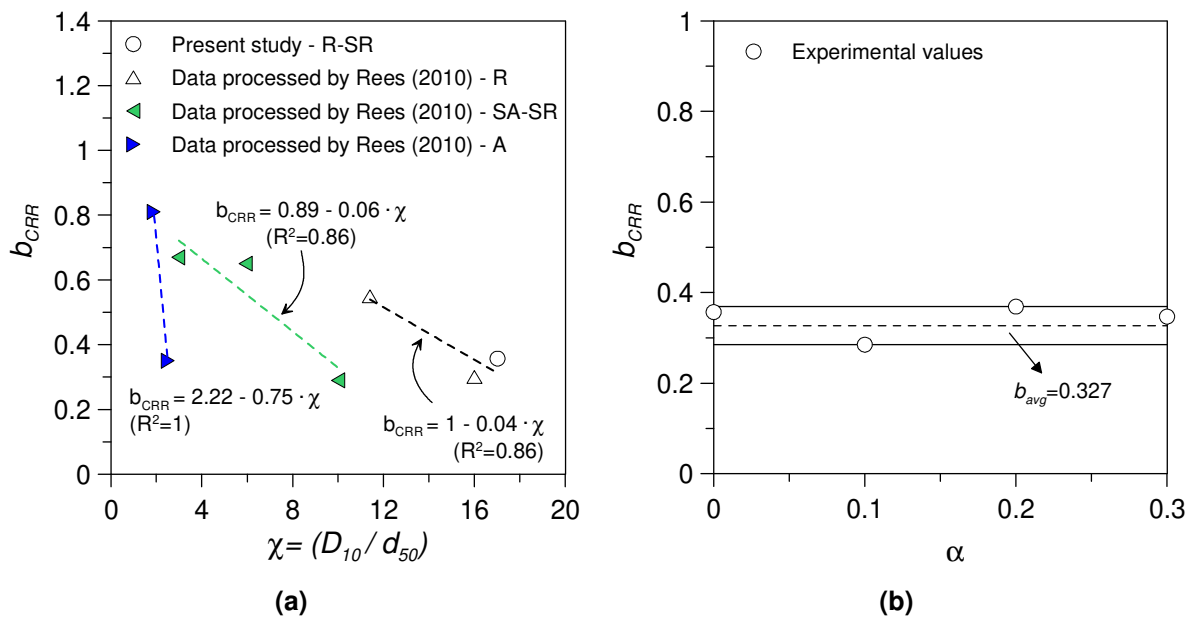 1.4
1.2
1
0.8
0.6
0.4
0.2
0
b_CRR
Present study - R-SR
Data processed by Rees (2010) - R
Data processed by Rees (2010) - SA-SR
Data processed by Rees (2010) - A
b_CRR = 0.89 - 0.06 · χ
(R²=0.86)
b_CRR = 2.22 - 0.75 · χ
(R²=1)
b_CRR = 1 - 0.04 · χ
(R²=0.86)
0 4 8 12 16 20
χ= (D_10 / d_50)
(a)
1
0.8
0.6
0.4
0.2
0
b_CRR
Experimental values
b_avg=0.327
0 0.1 0.2 0.3
α
(b)